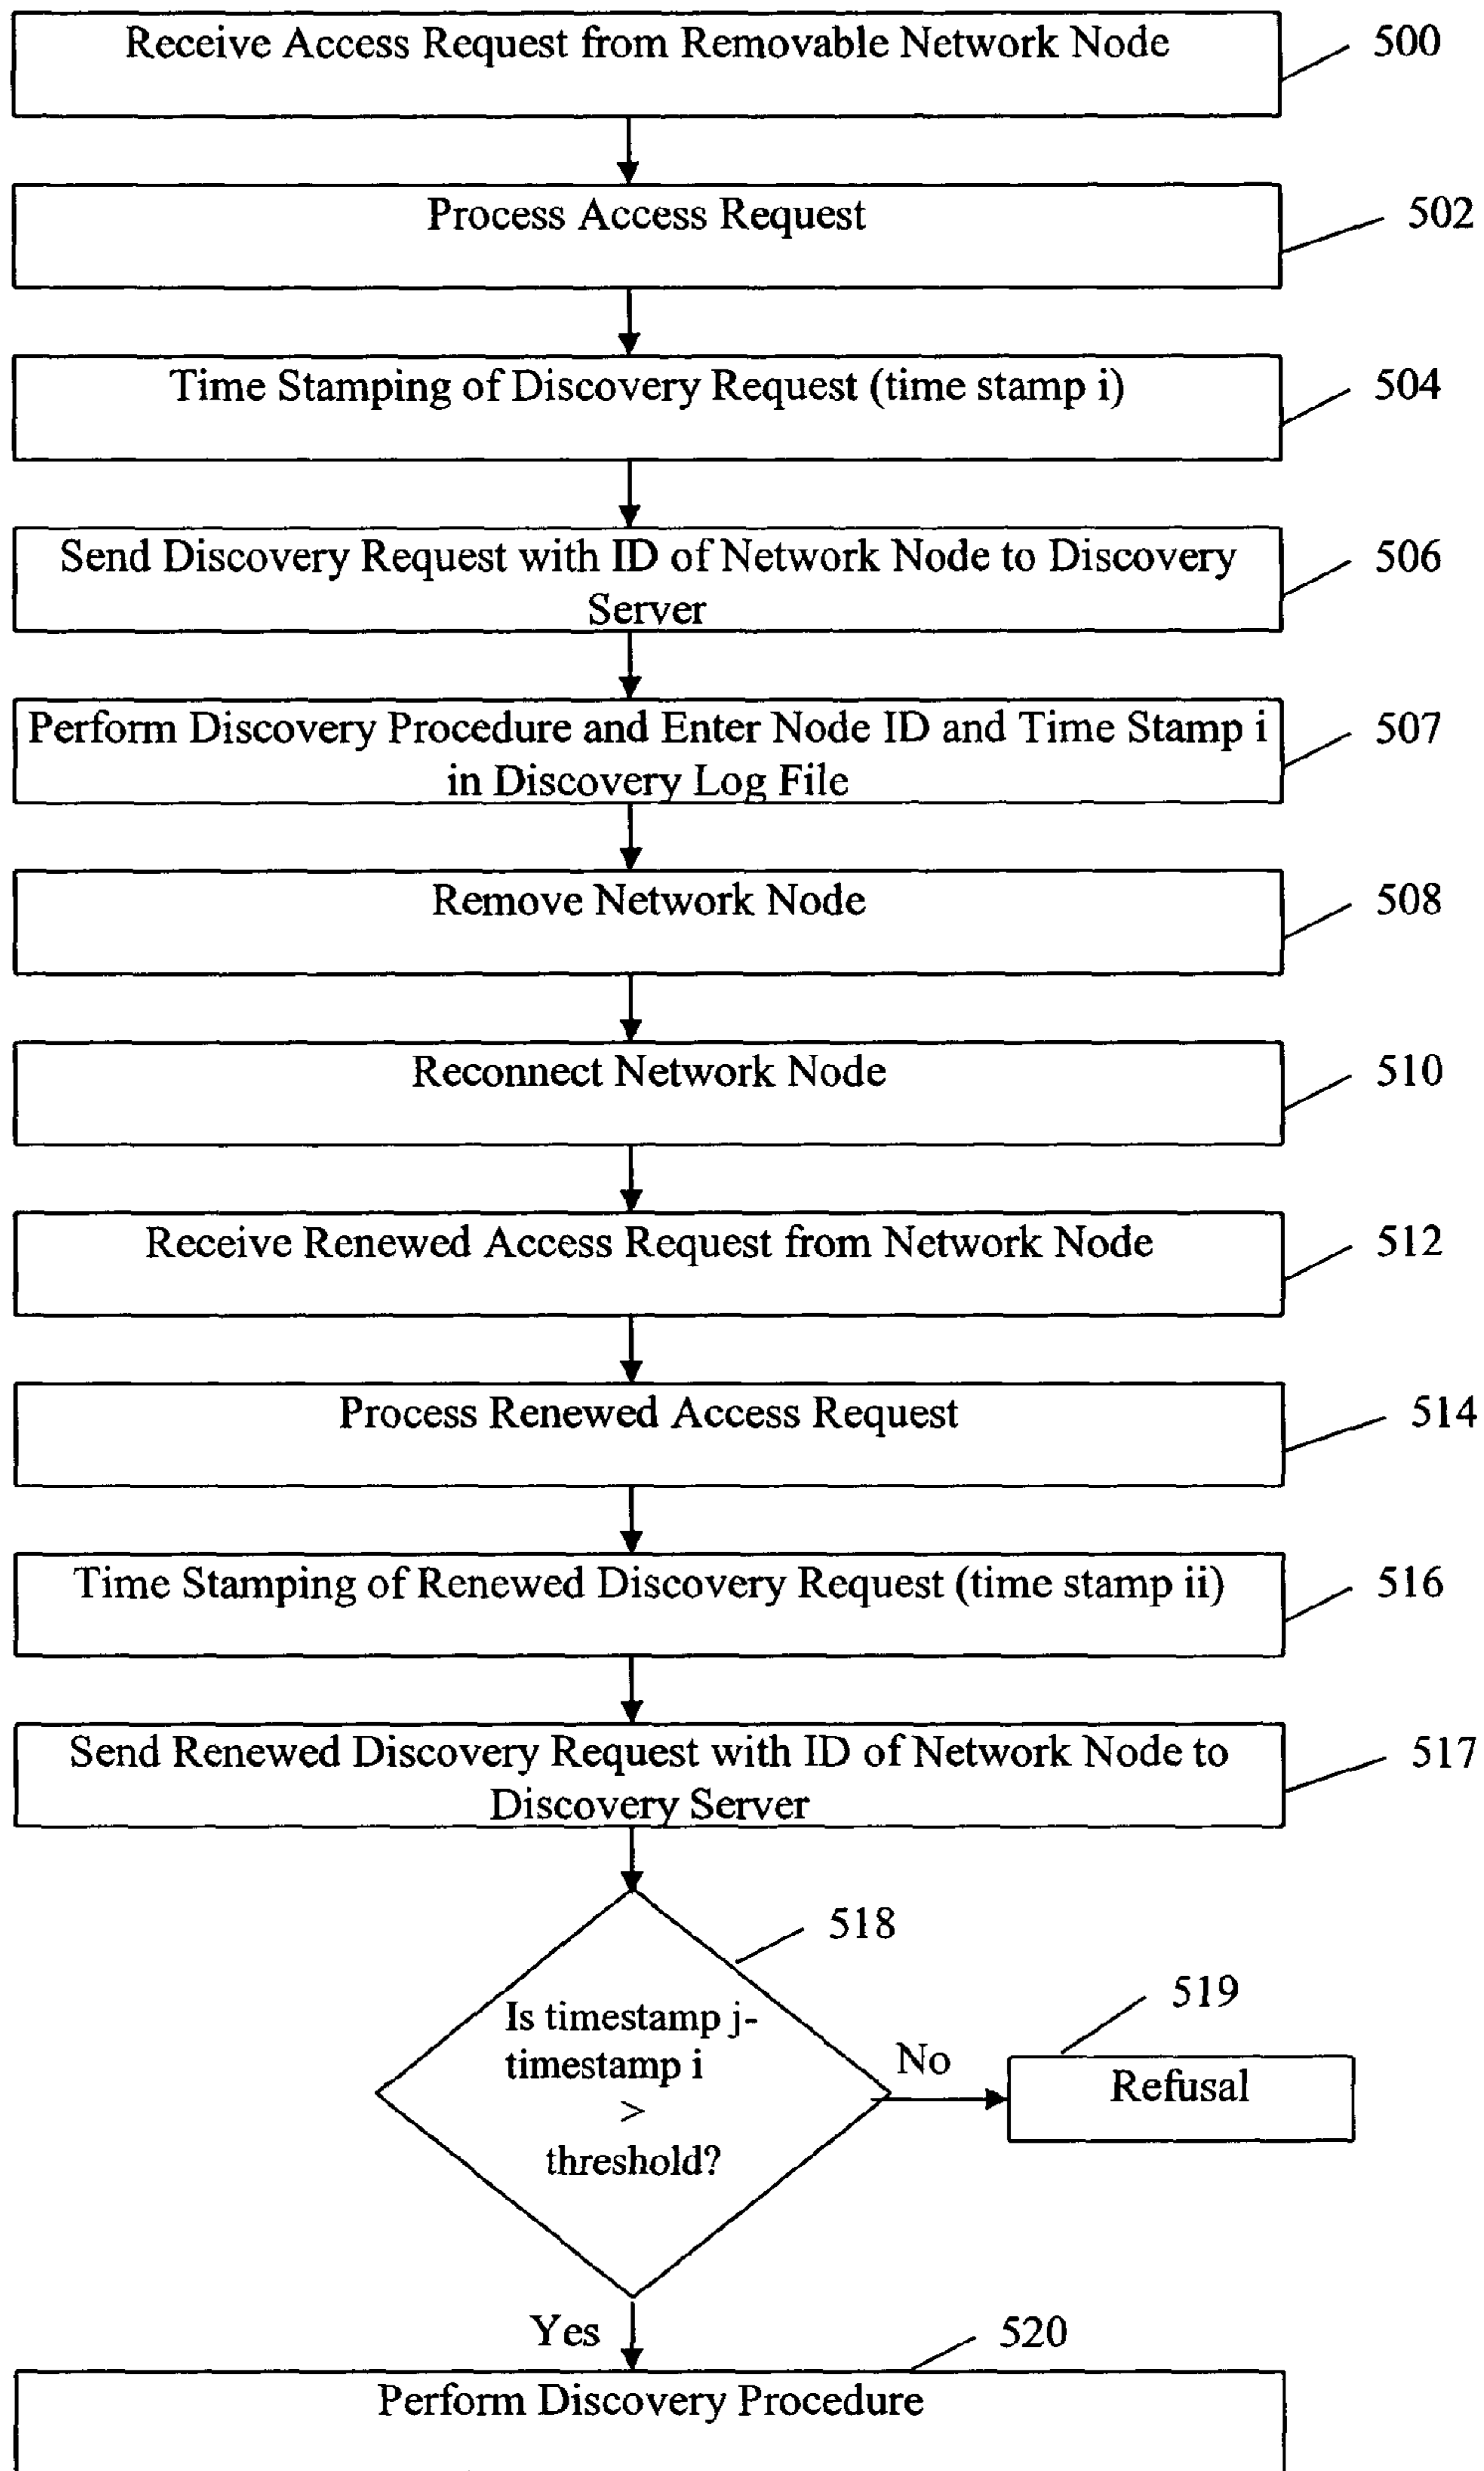 Receive Access Request from Removable Network Node
500
Process Access Request
502
Time Stamping of Discovery Request (time stamp i)
504
Send Discovery Request with ID of Network Node to Discovery
Server
506
Perform Discovery Procedure and Enter Node ID and Time Stamp i
in Discovery Log File
507
Remove Network Node
508
Reconnect Network Node
510
Receive Renewed Access Request from Network Node
512
Process Renewed Access Request
514
Time Stamping of Renewed Discovery Request (time stamp ii)
516
Send Renewed Discovery Request with ID of Network Node to
Discovery Server
517
518
Is timestamp j-
timestamp i
>
threshold?
No
519
Refusal
Yes
520
Perform Discovery Procedure